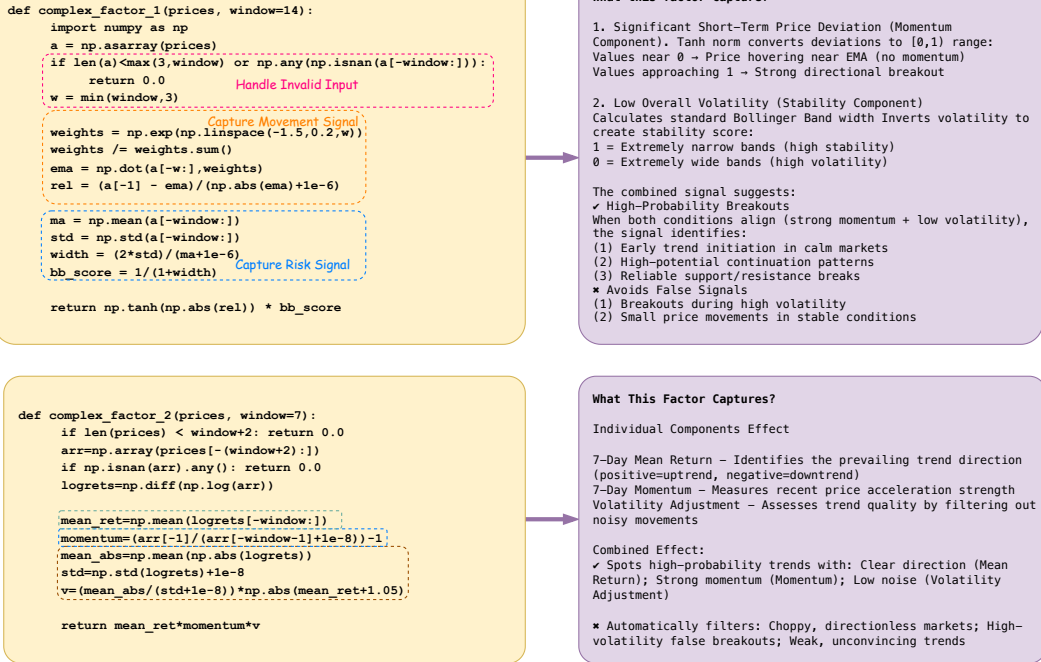 def complex_factor_1(prices, window=14):
import numpy as np
a = np.asarray(prices)
if len(a)<max(3,window) or np.any(np.isnan(a[-window:])):
return 0.0
Handle Invalid Input
w = min(window,3)
Capture Movement Signal
weights = np.exp(np.linspace(-1.5,0.2,w))
weights /= weights.sum()
ema = np.dot(a[-w:],weights)
rel = (a[-1] - ema)/(np.abs(ema)+1e-6)
ma = np.mean(a[-window:])
std = np.std(a[-window:])
width = (2*std)/(ma+1e-6)
Capture Risk Signal
bb_score = 1/(1+width)
return np.tanh(np.abs(rel)) * bb_score
What This Factor Capture?
1. Significant Short-Term Price Deviation (Momentum
Component). Tanh norm converts deviations to [0,1) range:
Values near 0 → Price hovering near EMA (no momentum)
Values approaching 1 → Strong directional breakout
2. Low Overall Volatility (Stability Component)
Calculates standard Bollinger Band width Inverts volatility to
create stability score:
1 = Extremely narrow bands (high stability)
0 = Extremely wide bands (high volatility)
The combined signal suggests:
✔ High-Probability Breakouts
When both conditions align (strong momentum + low volatility),
the signal identifies:
(1) Early trend initiation in calm markets
(2) High-potential continuation patterns
(3) Reliable support/resistance breaks
✖ Avoids False Signals
(1) Breakouts during high volatility
(2) Small price movements in stable conditions
def complex_factor_2(prices, window=7):
if len(prices) < window+2: return 0.0
arr=np.array(prices[-(window+2):])
if np.isnan(arr).any(): return 0.0
logrets=np.diff(np.log(arr))
mean_ret=np.mean(logrets[-window:])
momentum=(arr[-1]/(arr[-window-1]+1e-8))-1
mean_abs=np.mean(np.abs(logrets))
std=np.std(logrets)+1e-8
v=(mean_abs/(std+1e-8))*np.abs(mean_ret+1.05)
return mean_ret*momentum*v
What This Factor Captures?
Individual Components Effect
7-Day Mean Return - Identifies the prevailing trend direction
(positive=uptrend, negative=downtrend)
7-Day Momentum - Measures recent price acceleration strength
Volatility Adjustment - Assesses trend quality by filtering out
noisy movements
Combined Effect:
✔ Spots high-probability trends with: Clear direction (Mean
Return); Strong momentum (Momentum); Low noise (Volatility
Adjustment)
✖ Automatically filters: Choppy, directionless markets; High-
volatility false breakouts; Weak, unconvincing trends